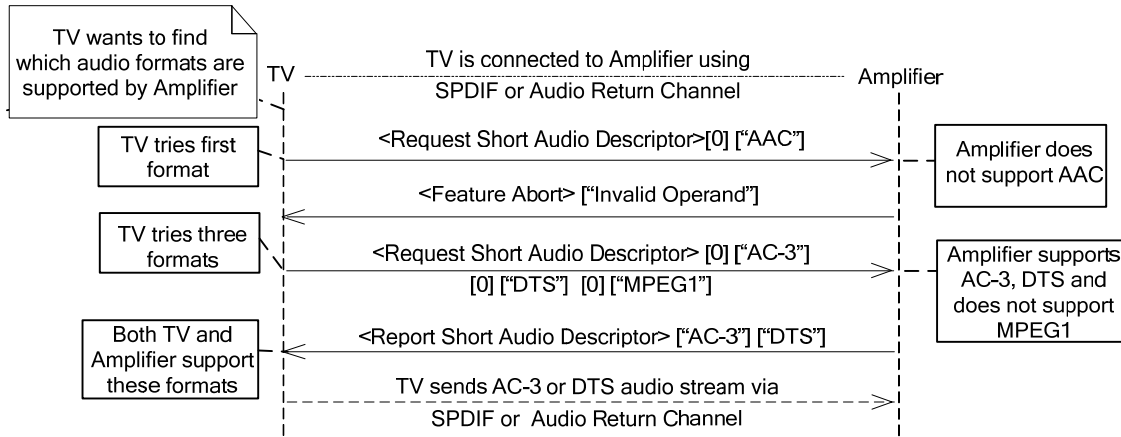 TV wants to find
which audio formats are
supported by Amplifier
TV
TV is connected to Amplifier using
SPDIF or Audio Return Channel
Amplifier
TV tries first
format
<Request Short Audio Descriptor>[0] [“AAC”]
Amplifier does
not support AAC
<Feature Abort> [“Invalid Operand”]
TV tries three
formats
<Request Short Audio Descriptor> [0] [“AC-3”]
[0] [“DTS”] [0] [“MPEG1”]
Amplifier supports
AC-3, DTS and
does not support
MPEG1
Both TV and
Amplifier support
these formats
<Report Short Audio Descriptor> [“AC-3”] [“DTS”]
TV sends AC-3 or DTS audio stream via
SPDIF or Audio Return Channel